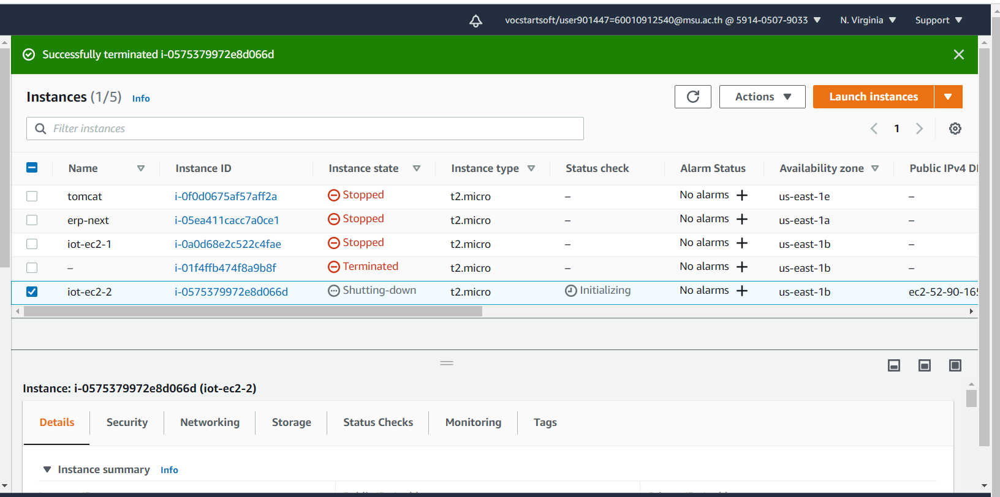 vocstartsoft/user901447=60010912540@msu.ac.th @ 5914-0507-9033 N. Virginia Support
Successfully terminated i-0575379972e8d066d
Instances (1/5) Info Actions Launch instances
Filter instances 1
Name Instance ID Instance state Instance type Status check Alarm Status Availability zone Public IPv4
tomcat i-0f0d0675af57aff2a Stopped t2.micro – No alarms + us-east-1e –
erp-next i-05ea411cacc7a0ce1 Stopped t2.micro – No alarms + us-east-1a –
iot-ec2-1 i-0a0d68e2c522c4fae Stopped t2.micro – No alarms + us-east-1b –
– i-01f4ffb474f8a9b8f Terminated t2.micro – No alarms + us-east-1b –
iot-ec2-2 i-0575379972e8d066d Shutting-down t2.micro Initializing No alarms + us-east-1b ec2-52-90-165
Instance: i-0575379972e8d066d (iot-ec2-2)
Details Security Networking Storage Status Checks Monitoring Tags
Instance summary Info